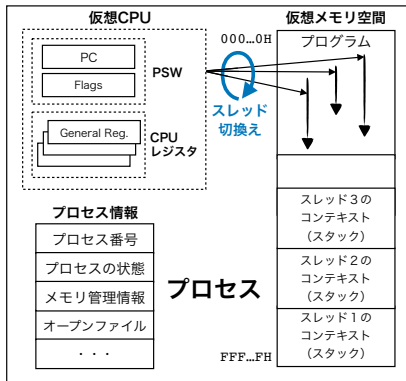 仮想CPU
PC
Flags
PSW
General Reg.
CPU
レジスタ
スレッド
切換え
プロセス情報
プロセス番号
プロセスの状態
メモリ管理情報
オープンファイル
・・・
プロセス
仮想メモリ空間
000...0H
プログラム
スレッド３の
コンテキスト
（スタック）
スレッド２の
コンテキスト
（スタック）
スレッド１の
コンテキスト
（スタック）
FFF...FH